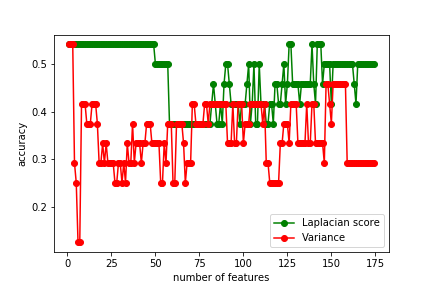 0.5
0.4
0.3
0.2
accuracy
0 25 50 75 100 125 150 175
number of features
Laplacian score
Variance